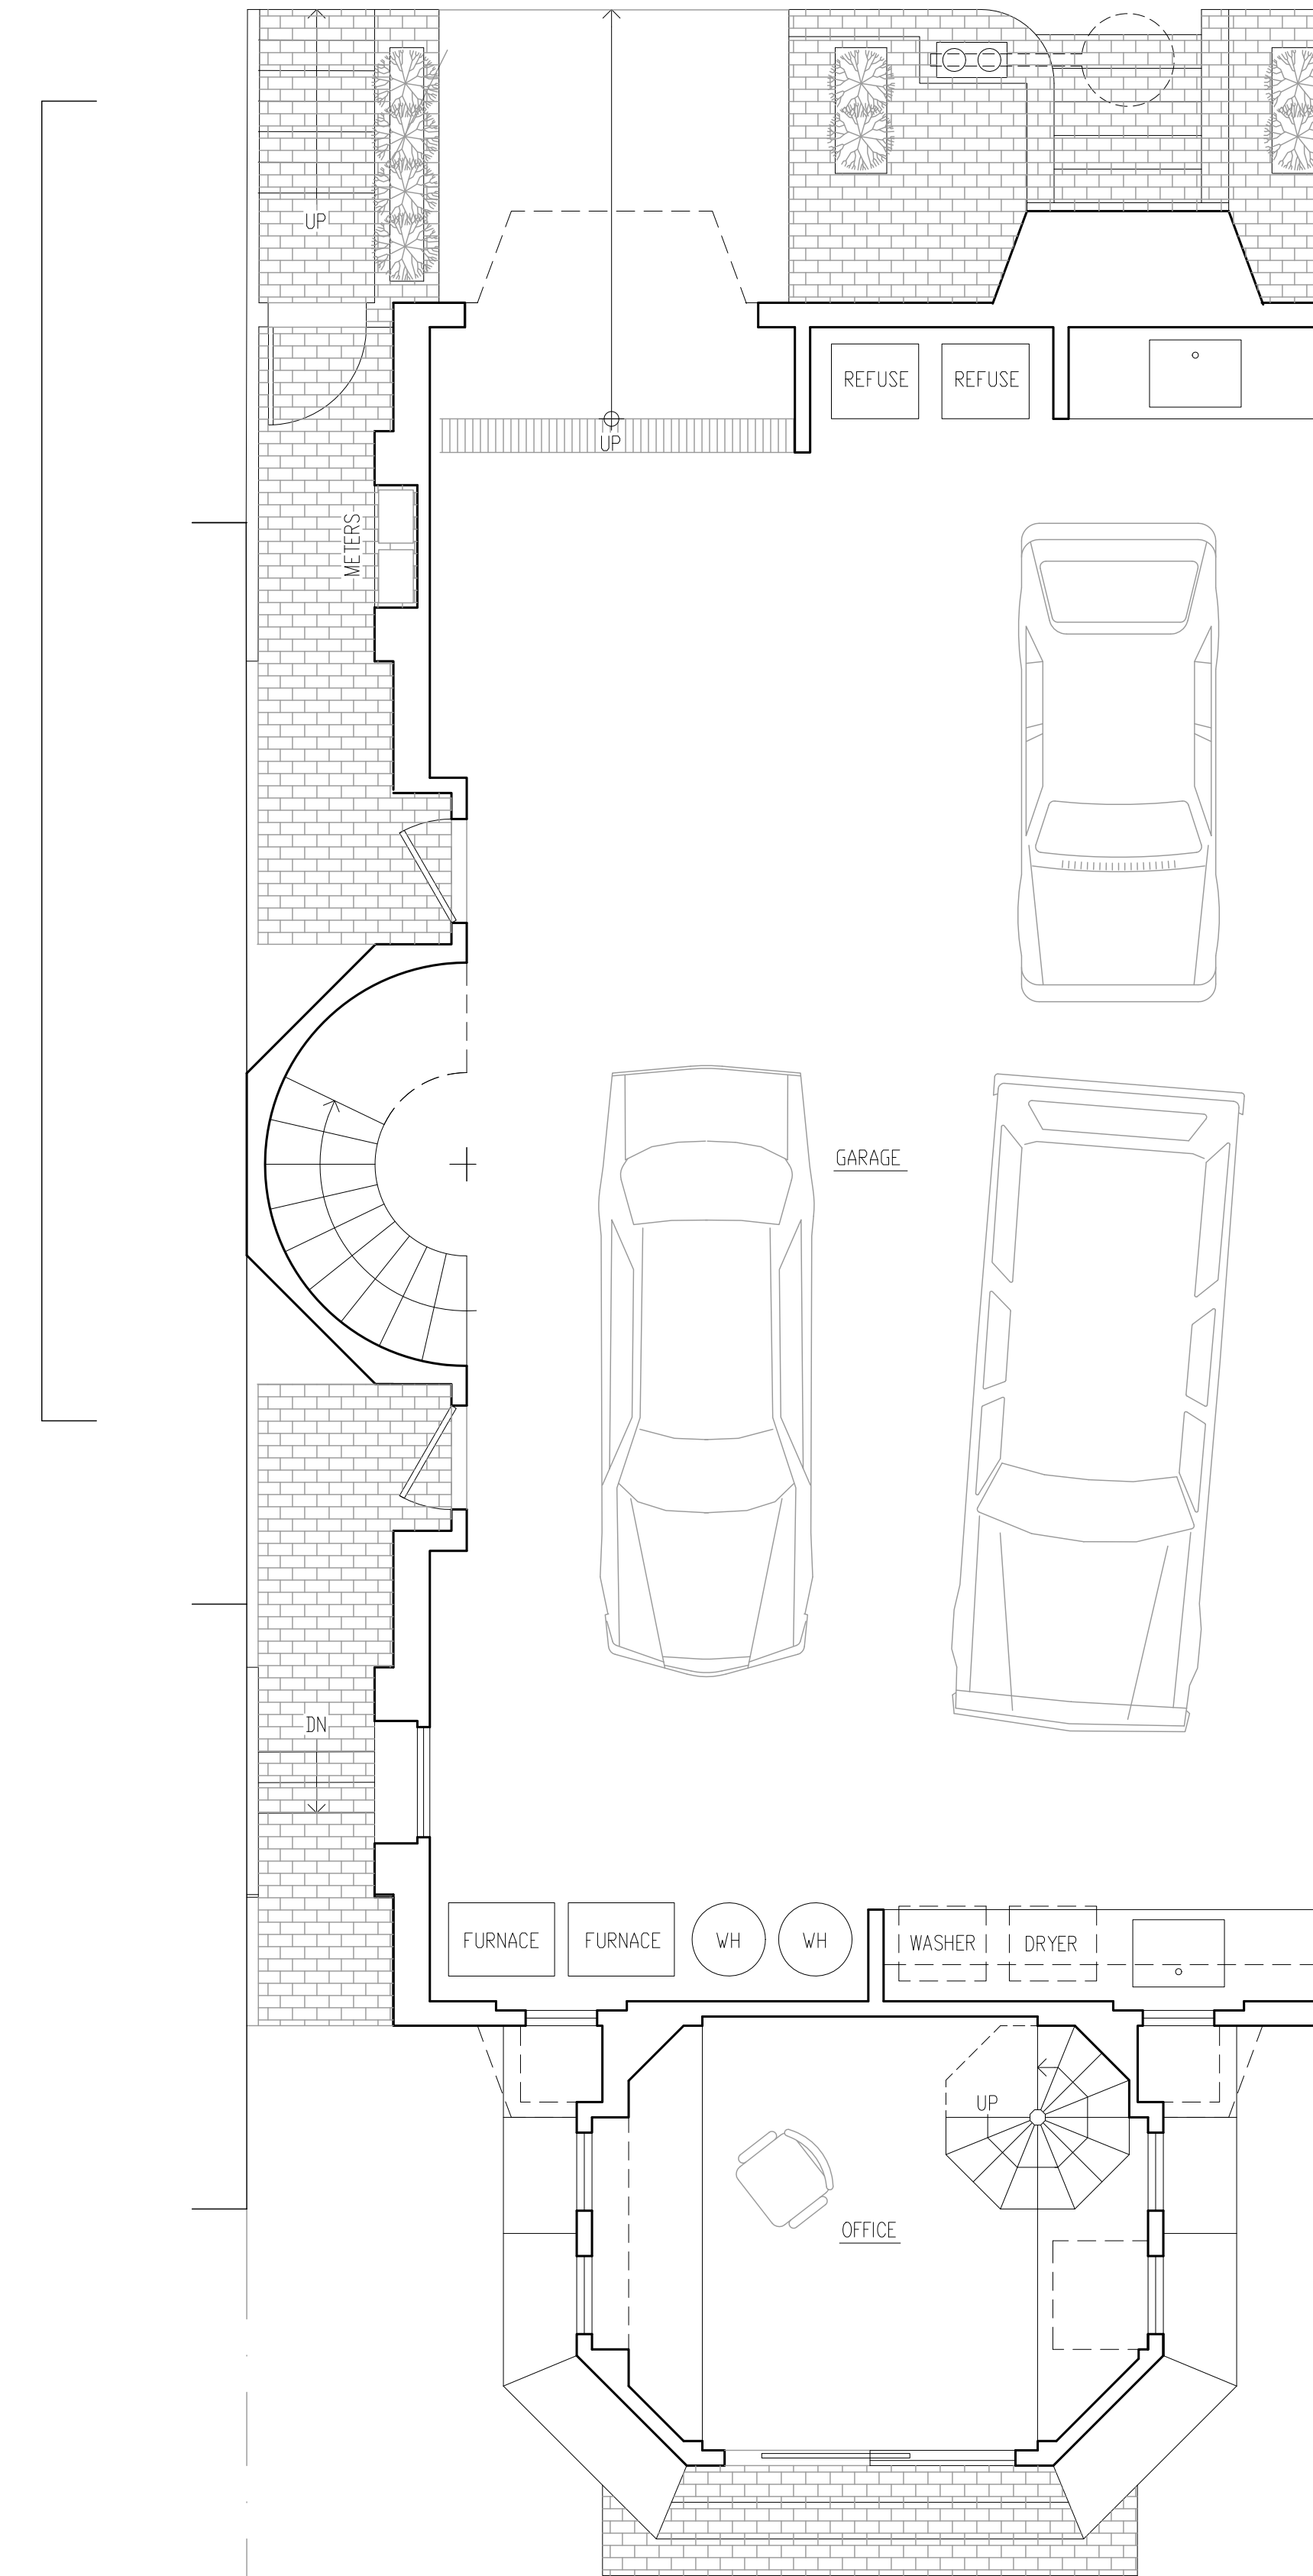 UP
REFUSE REFUSE
UP
METERS
GARAGE
DN
FURNACE FURNACE WH WH WASHER DRYER
UP
OFFICE